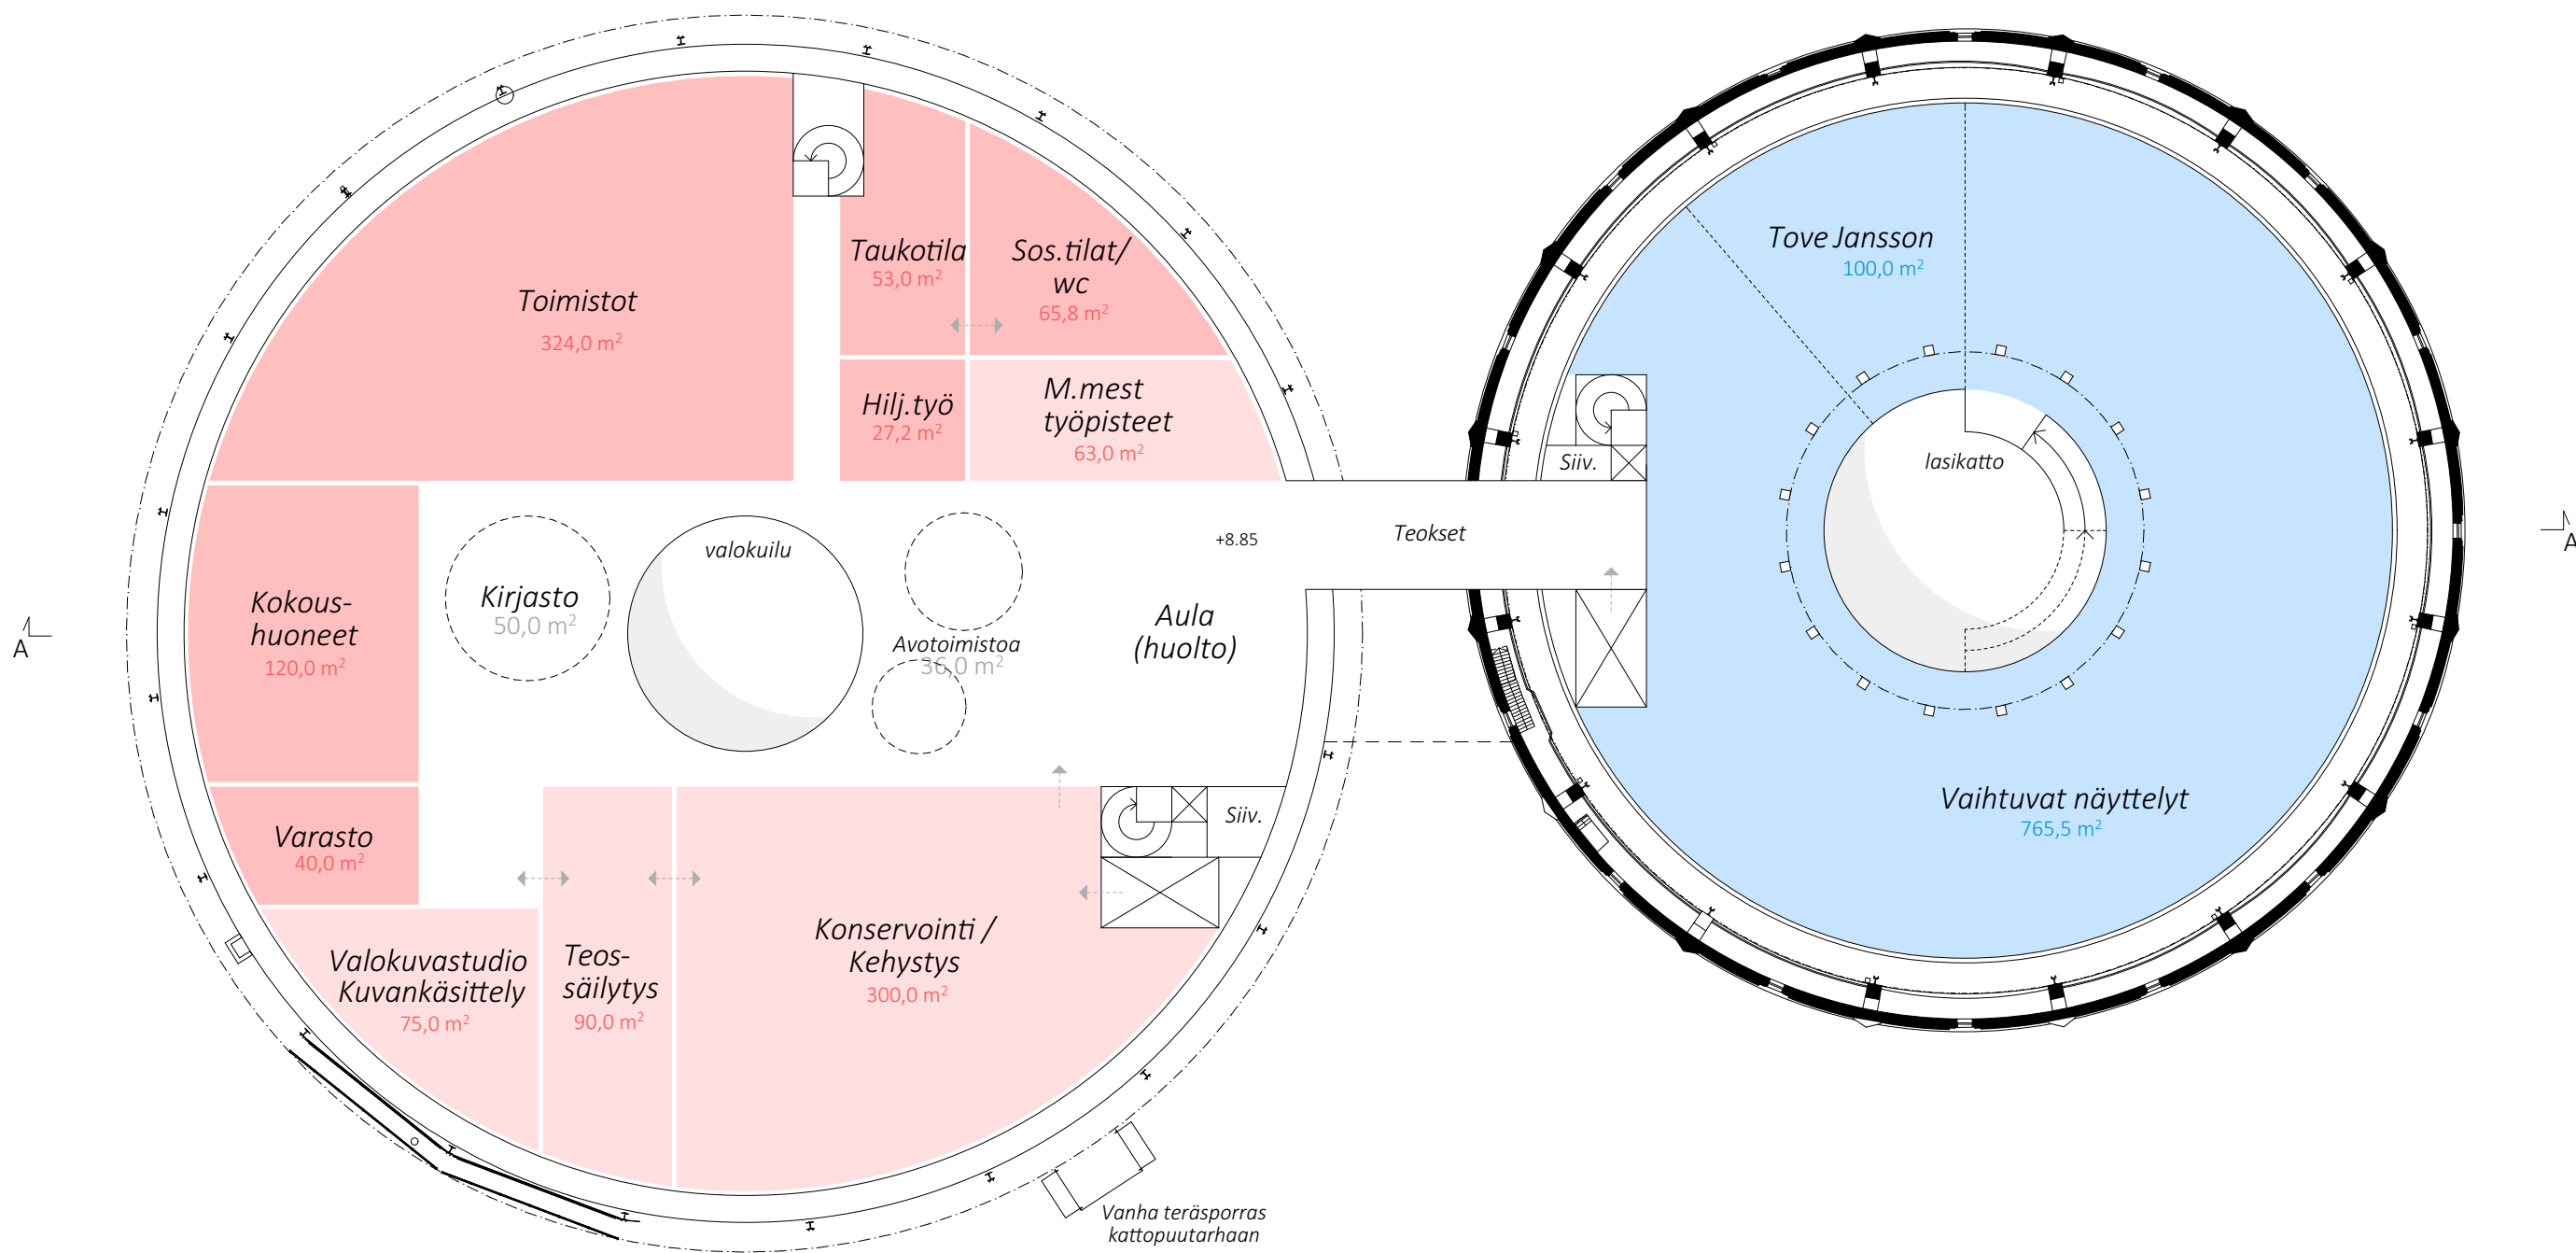 Toimistot
324,0 m²
Taukotila
53,0 m²
Sos.tilat/
wc
65,8 m²
Hilj.työ
27,2 m²
M.mest
työpisteet
63,0 m²
Kokous-
huoneet
120,0 m²
Kirjasto
50,0 m²
valokuilu
Avotoimistoa
36,0 m²
+8.85
Aula
(huolto)
Teokset
Varasto
40,0 m²
Valokuvastudio
Kuvankäsittely
75,0 m²
Teos-
säilytys
90,0 m²
Konservointi /
Kehystys
300,0 m²
Siiv.
Vanha teräsporras
kattopuutarhaan
A
Tove Jansson
100,0 m²
Siiv.
lasikatto
Vaihtuvat näyttelyt
765,5 m²
A